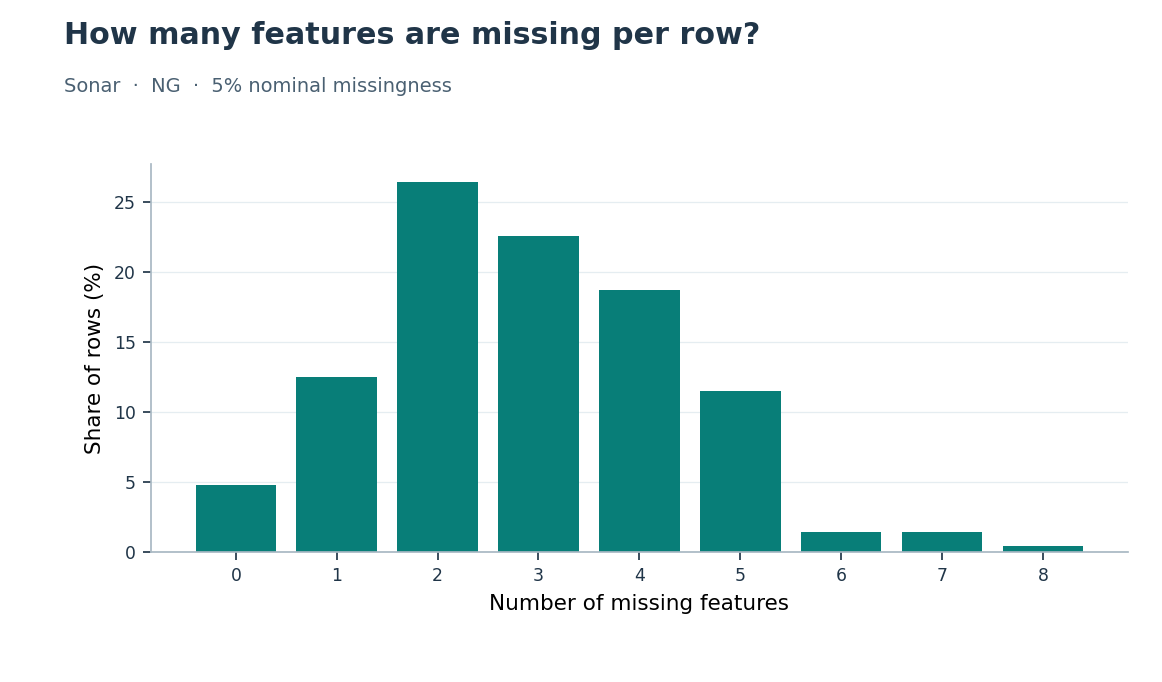 How many features are missing per row?
Sonar · NG · 5% nominal missingness
Share of rows (%)
25
20
15
10
5
0
0 1 2 3 4 5 6 7 8
Number of missing features